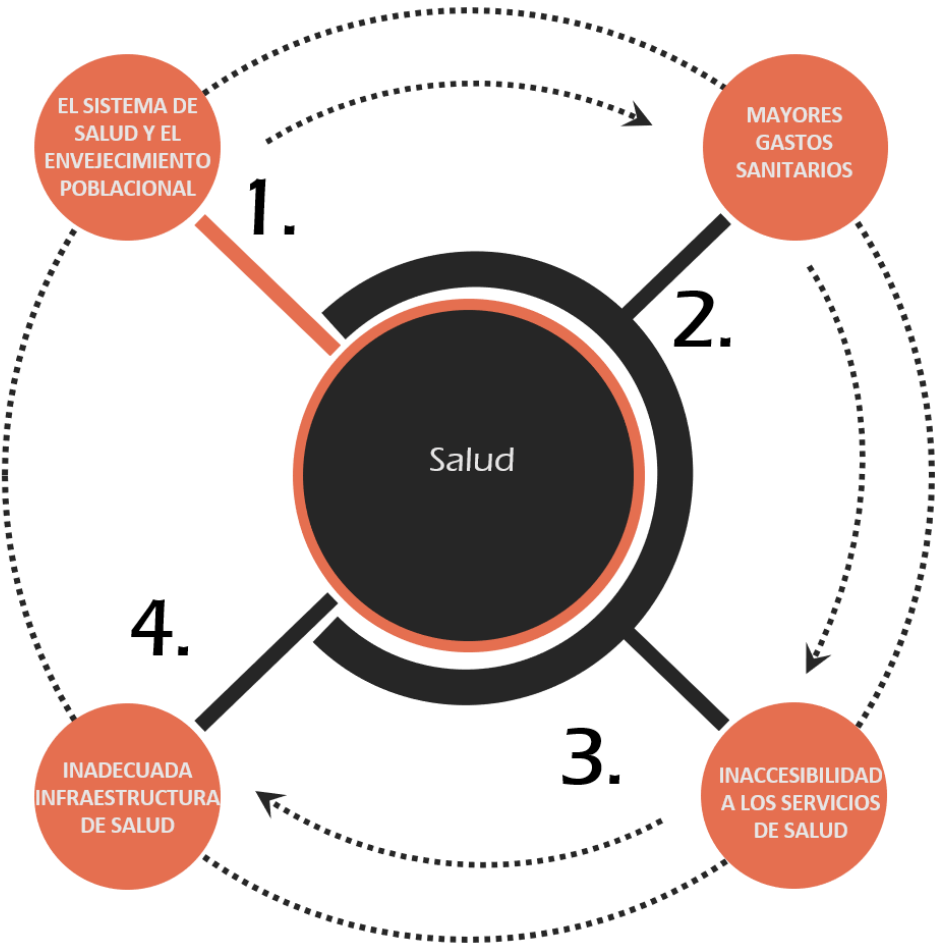 EL SISTEMA DE
SALUD Y EL
ENVEJECIMIENTO
POBLACIONAL
1.
MAYORES
GASTOS
SANITARIOS
2.
Salud
4.
3.
INADECUADA
INFRAESTRUCTURA
DE SALUD
INACCESIBILIDAD
A LOS SERVICIOS
DE SALUD